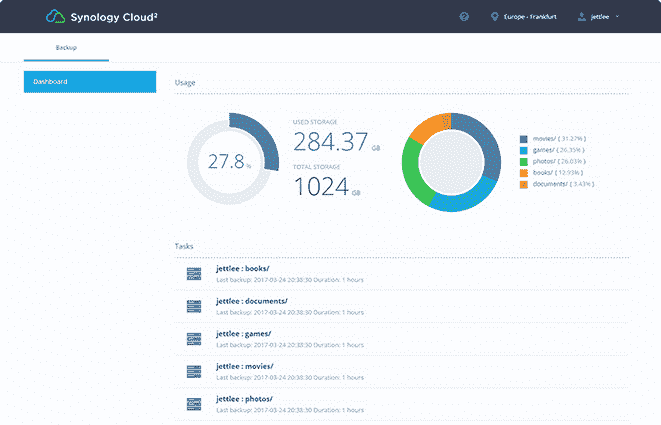 Synology Cloud²
Europe - Frankfurt
jettlee
Backup
Dashboard
Usage
27.8 %
USED STORAGE
284.37 GB
TOTAL STORAGE
1024 GB
movies/ ( 31.27% )
games/ ( 26.35% )
photos/ ( 26.03% )
books/ ( 12.93% )
documents/ ( 3.43% )
Tasks
jettlee : books/
Last backup: 2017-03-24 20:38:30 Duration: 1 hours
jettlee : documents/
Last backup: 2017-03-24 20:38:30 Duration: 1 hours
jettlee : games/
Last backup: 2017-03-24 20:38:30 Duration: 1 hours
jettlee : movies/
Last backup: 2017-03-24 20:38:30 Duration: 1 hours
jettlee : photos/
Last backup: 2017-03-24 20:38:30 Duration: 1 hours